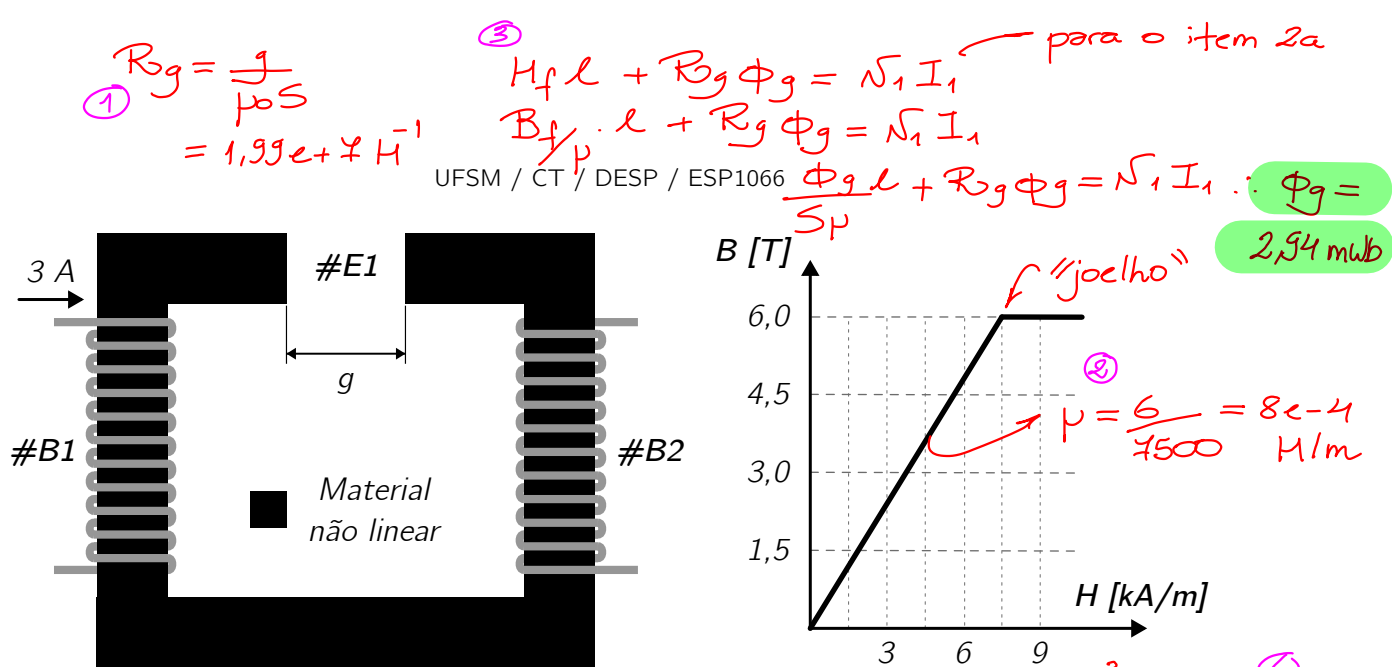 ① Rg = g / μ0S
= 1,99e+7 H⁻¹
③
Hf l + Rg ϕg = N1 I1
para o item 2a
Bf/μ · l + Rg ϕg = N1 I1
UFSM / CT / DESP / ESP1066
ϕg l / Sμ + Rg ϕg = N1 I1 ∴ ϕg =
2,94 mWb
3 A
#E1
g
#B1
#B2
Material
não linear
B [T]
"joelho"
6,0
4,5
3,0
1,5
②
μ = 6 / 7500 = 8e-4 H/m
H [kA/m]
3 6 9